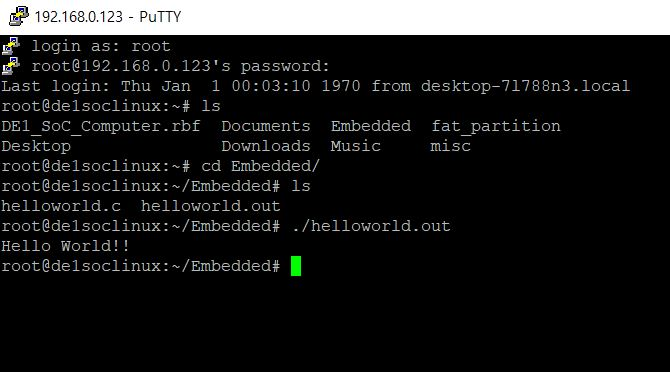 192.168.0.123 - PuTTY
login as: root
root@192.168.0.123's password:
Last login: Thu Jan  1 00:03:10 1970 from desktop-7l788n3.local
root@de1soclinux:~# ls
DE1_SoC_Computer.rbf  Documents  Embedded  fat_partition
Desktop               Downloads  Music     misc
root@de1soclinux:~# cd Embedded/
root@de1soclinux:~/Embedded# ls
helloworld.c  helloworld.out
root@de1soclinux:~/Embedded# ./helloworld.out
Hello World!!
root@de1soclinux:~/Embedded#